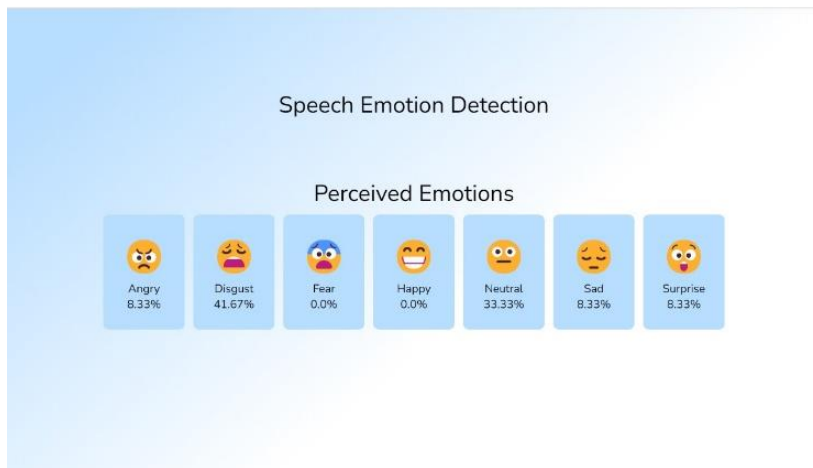 Speech Emotion Detection
Perceived Emotions
Angry Disgust Fear Happy Neutral Sad Surprise
8.33% 41.67% 0.0% 0.0% 33.33% 8.33% 8.33%